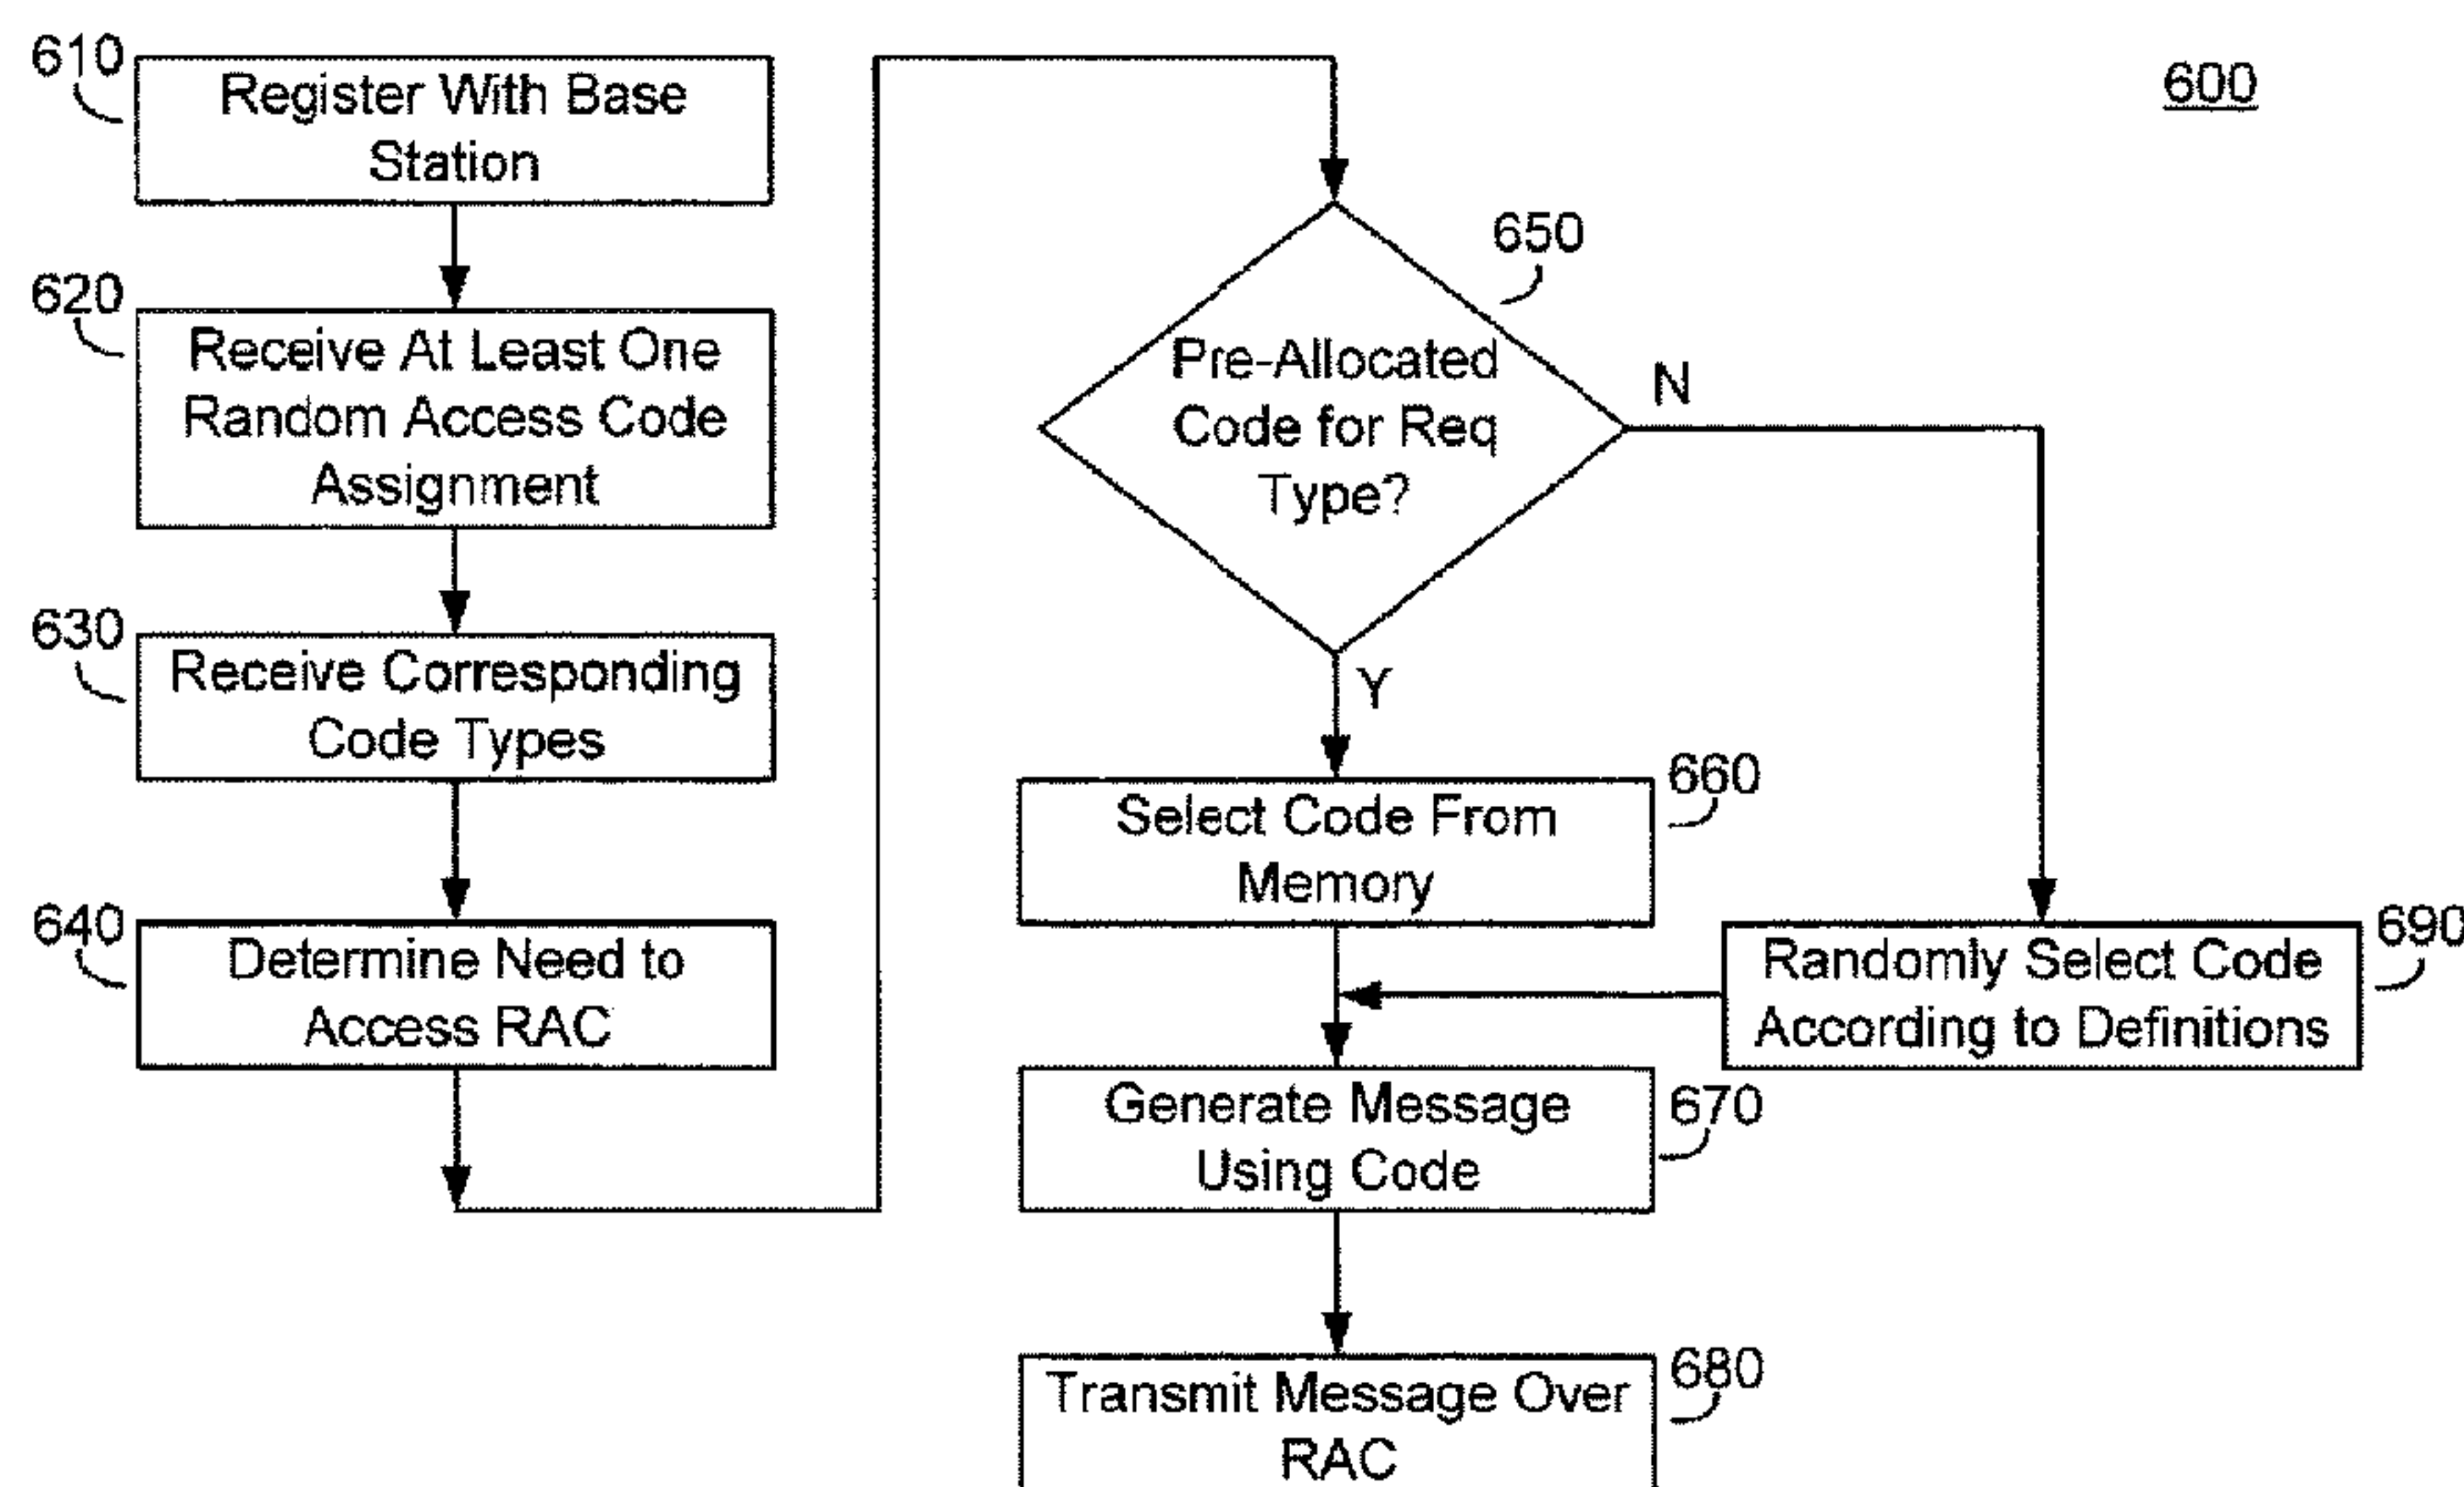 600
610
Register With Base
Station
620
Receive At Least One
Random Access Code
Assignment
630
Receive Corresponding
Code Types
640
Determine Need to
Access RAC
650
Pre-Allocated
Code for Req
Type?
N
Y
660
Select Code From
Memory
690
Randomly Select Code
According to Definitions
670
Generate Message
Using Code
680
Transmit Message Over
RAC